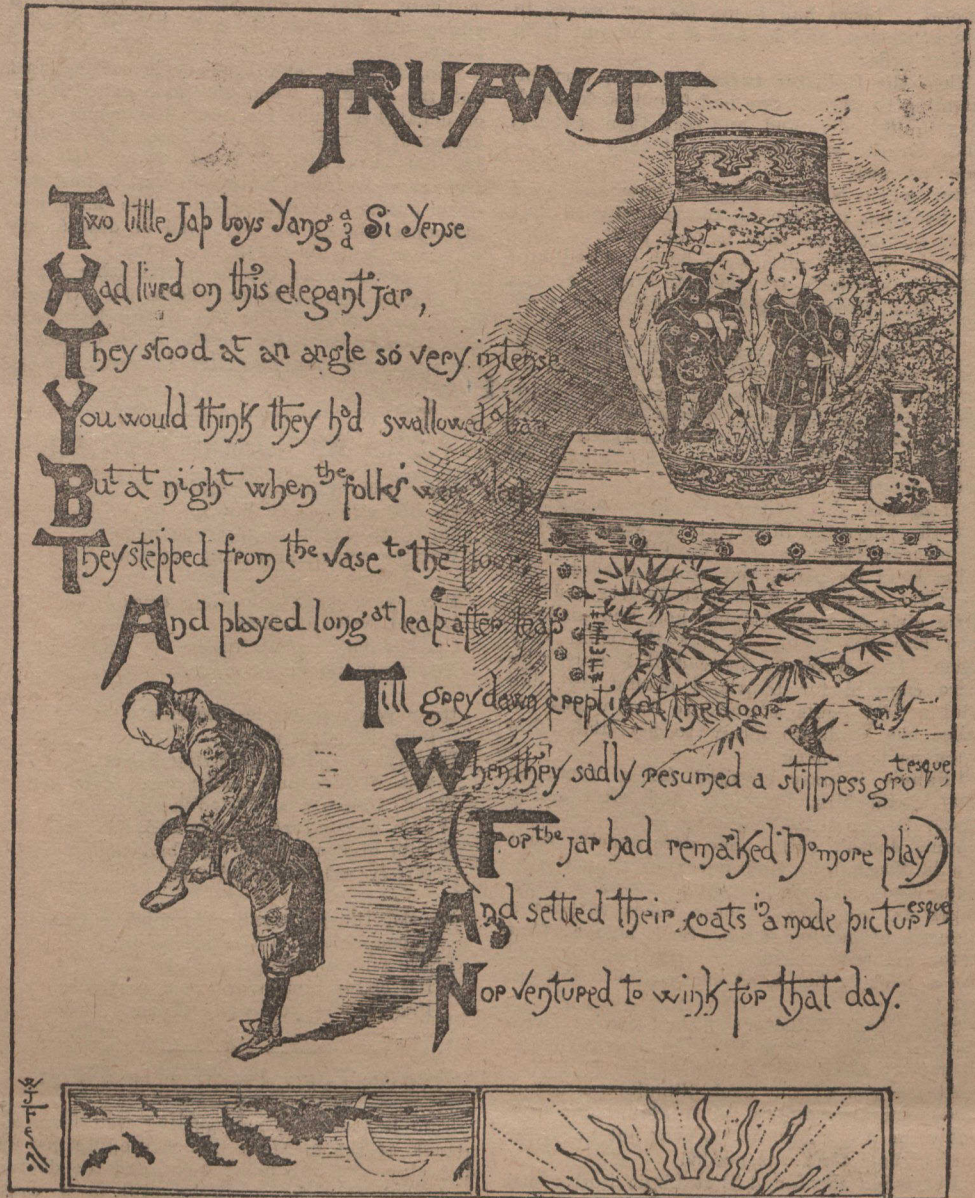 TRUANTS
Two little Jap boys Yang and Si Yense
Had lived on this elegant jar,
They stood at an angle so very intense
You would think they had swallowed a bar
But at night when the folks were asleep
They stepped from the vase to the floor
And played long at leap after leap
Till grey dawn crept in at the door.
When they sadly resumed a stiffness grotesque,
(For the jar had remarked "No more play)
And settled their coats in a mode picturesque
Nor ventured to wink for that day.